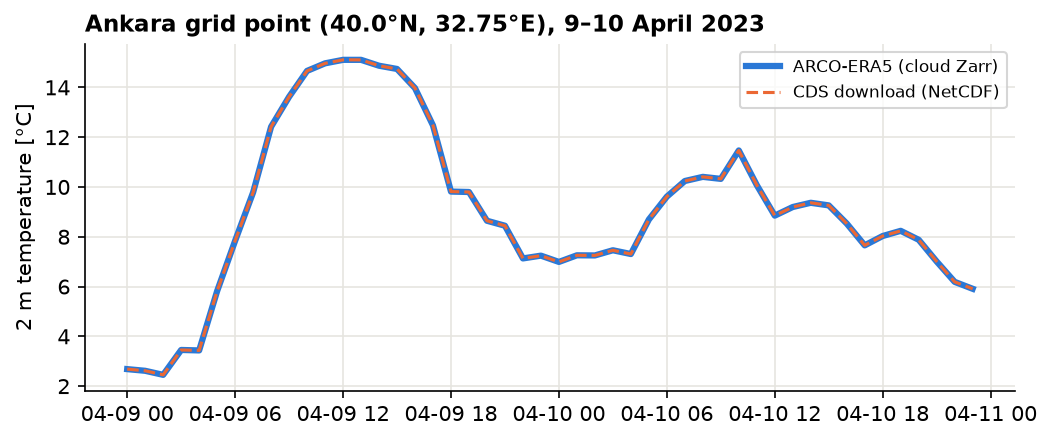 Ankara grid point (40.0°N, 32.75°E), 9–10 April 2023
ARCO-ERA5 (cloud Zarr)
CDS download (NetCDF)
2 m temperature [°C]
14
12
10
8
6
4
2
04-09 00 04-09 06 04-09 12 04-09 18 04-10 00 04-10 06 04-10 12 04-10 18 04-11 00